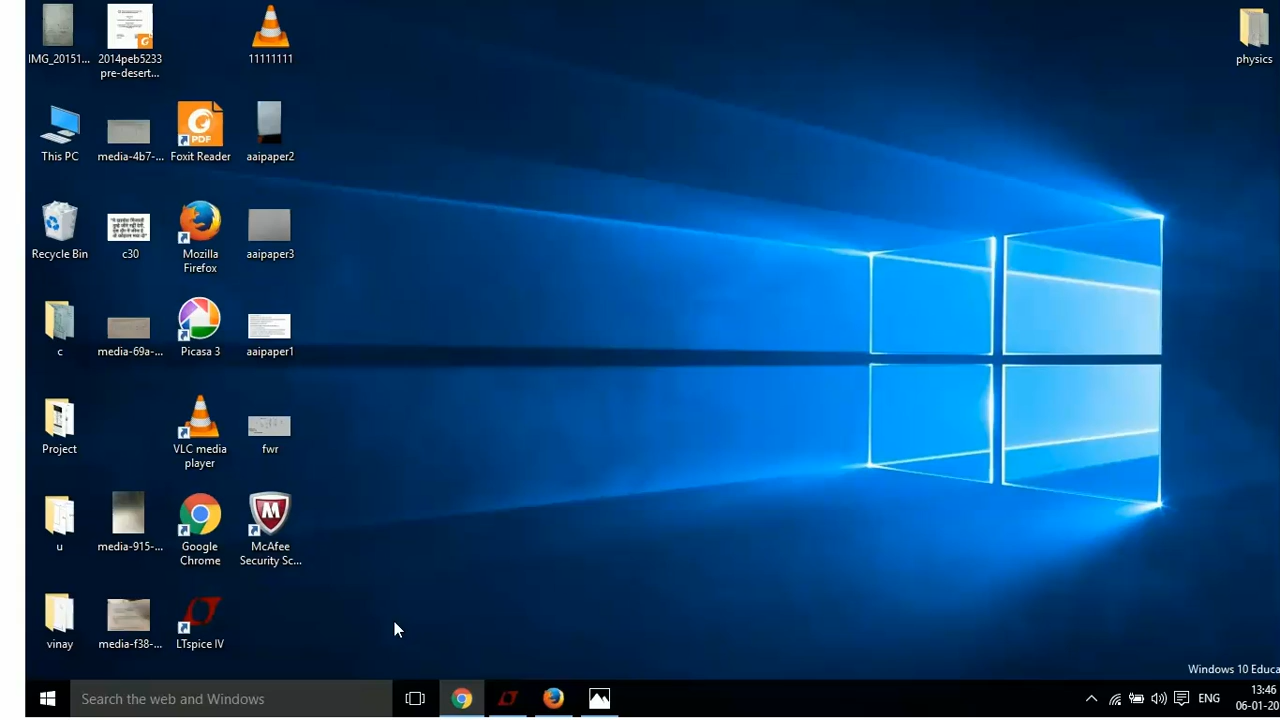 IMG_20151...
2014peb5233
pre-desert...
11111111
physics
This PC
media-4b7-...
PDF
Foxit Reader
aaipaper2
Recycle Bin
c30
Mozilla
Firefox
aaipaper3
c
media-69a-...
Picasa 3
aaipaper1
Project
VLC media
player
fwr
u
media-915-...
Google
Chrome
McAfee
Security Sc...
vinay
media-f38-...
LTspice IV
Windows 10 Educa
Search the web and Windows
ENG
13:46
06-01-20